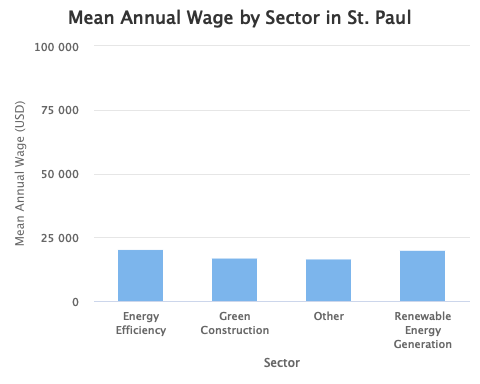 Mean Annual Wage by Sector in St. Paul
Mean Annual Wage (USD)
100 000
75 000
50 000
25 000
0
Energy
Efficiency
Green
Construction
Other
Renewable
Energy
Generation
Sector